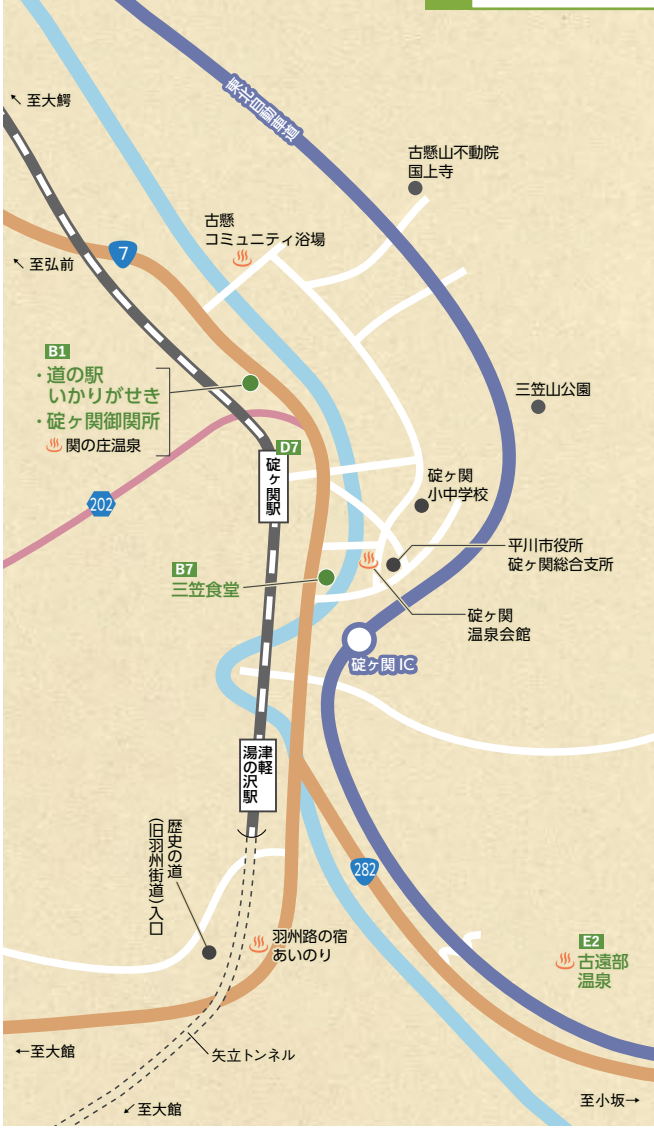 東北自動車道
↖ 至大鰐
古懸山不動院
国上寺
古懸
コミュニティ浴場
7
↖ 至弘前
B1
・道の駅
いかりがせき
・碇ヶ関御関所
関の庄温泉
三笠山公園
D7
碇ヶ関駅
碇ヶ関
小中学校
202
平川市役所
碇ヶ関総合支所
B7
三笠食堂
碇ヶ関
温泉会館
碇ヶ関IC
津軽
湯の沢駅
歴史の道
(旧羽州街道)入口
282
羽州路の宿
あいのり
E2
古遠部
温泉
←至大館
矢立トンネル
↙至大館
至小坂→